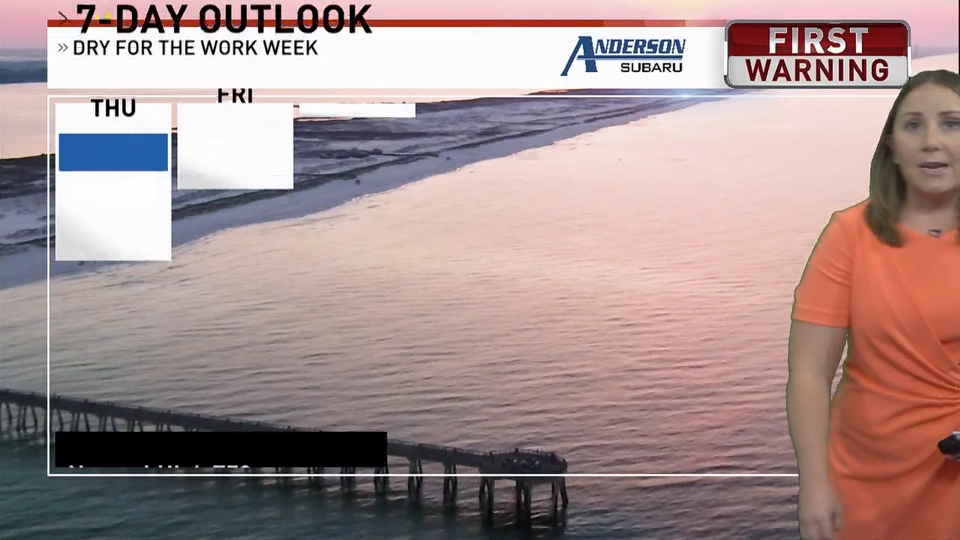 7-DAY OUTLOOK
» DRY FOR THE WORK WEEK
ANDERSON
SUBARU
FIRST
WARNING
THU
FRI